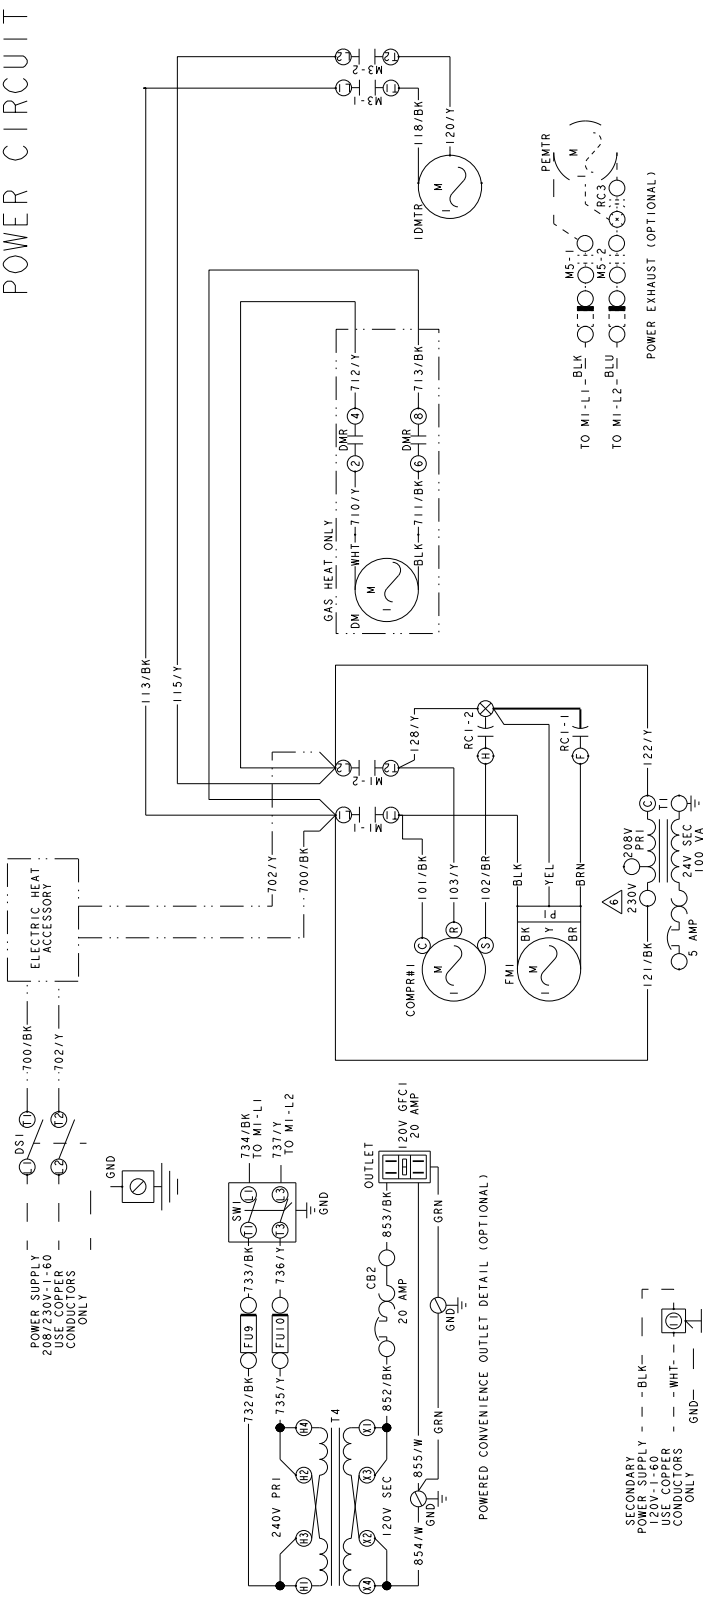 POWER CIRCUIT
L2
T2
M3-2
L1
T1
M3-1
118/BK
120/Y
IDMTR
M
1
PEMTR
M
1
RC3
M5-1
M5-2
BLK
TO M1-L1
BLU
TO M1-L2
POWER EXHAUST (OPTIONAL)
712/Y
713/BK
4
8
DMR
DMR
2
6
710/Y
711/BK
WHT
BLK
GAS HEAT ONLY
DM
M
1
113/BK
115/Y
L2
T2
M1-2
L1
T1
M1-1
702/Y
700/BK
128/Y
RC1-2
RC1-1
H
F
122/Y
101/BK
103/Y
102/BR
BLK
YEL
BRN
C
R
S
COMPR#1
M
1
FM1
M
1
P1
BK
Y
BR
C
T1
208V
PRI
230V
6
24V SEC
100 VA
5 AMP
121/BK
ELECTRIC HEAT
ACCESSORY
700/BK
702/Y
DS1
T1
T2
L1
L2
POWER SUPPLY
208/230V-1-60
USE COPPER
CONDUCTORS
ONLY
GND
734/BK
TO M1-L1
737/Y
TO M1-L2
SW1
L1
L3
T1
T3
GND
733/BK
736/Y
FU9
FU10
732/BK
735/Y
OUTLET
120V GFCI
20 AMP
853/BK
CB2
20 AMP
852/BK
GRN
GND
GRN
T4
H4
H2
H3
H1
240V PRI
X1
X3
X2
X4
120V SEC
855/W
854/W
GND
POWERED CONVENIENCE OUTLET DETAIL (OPTIONAL)
SECONDARY
POWER SUPPLY
120V-1-60
USE COPPER
CONDUCTORS
ONLY
BLK
WHT
GND
11